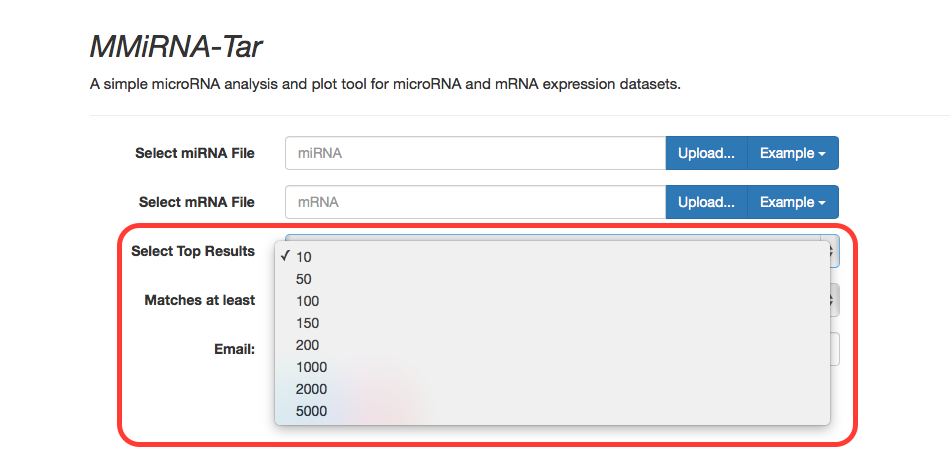 MMiRNA-Tar
A simple microRNA analysis and plot tool for microRNA and mRNA expression datasets.
Select miRNA File miRNA Upload... Example
Select mRNA File mRNA Upload... Example
Select Top Results
✓ 10
50
Matches at least
100
150
Email:
200
1000
2000
5000